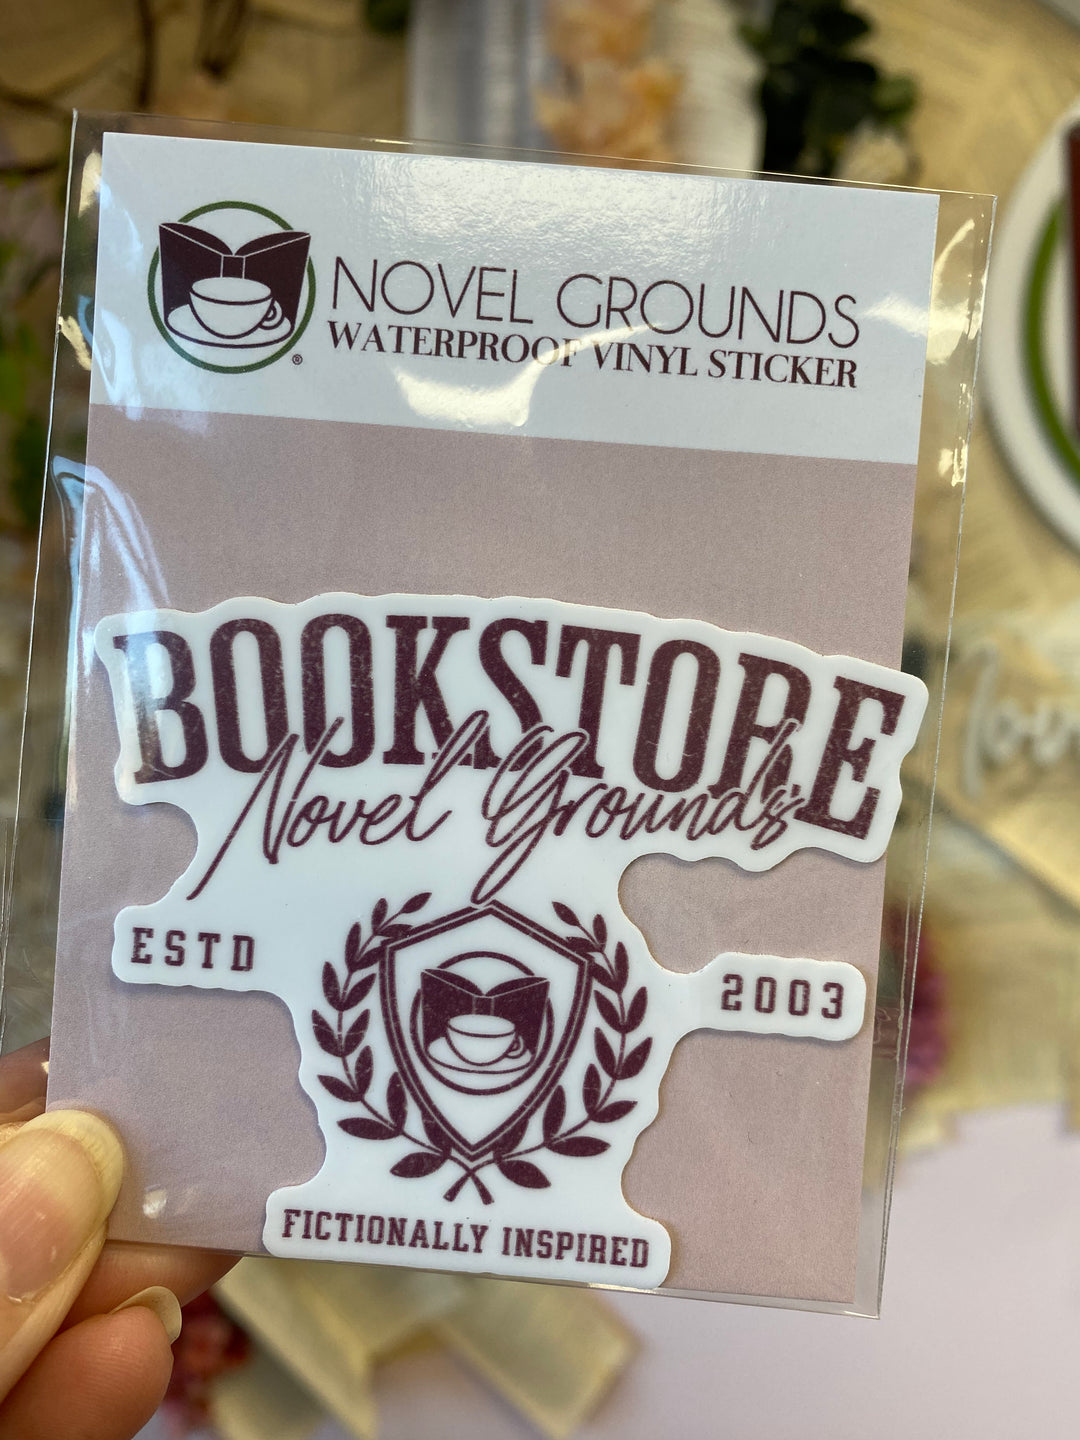 NOVEL GROUNDS
WATERPROOF VINYL STICKER
®
BOOKSTORE
Novel Grounds
ESTD
2003
FICTIONALLY INSPIRED